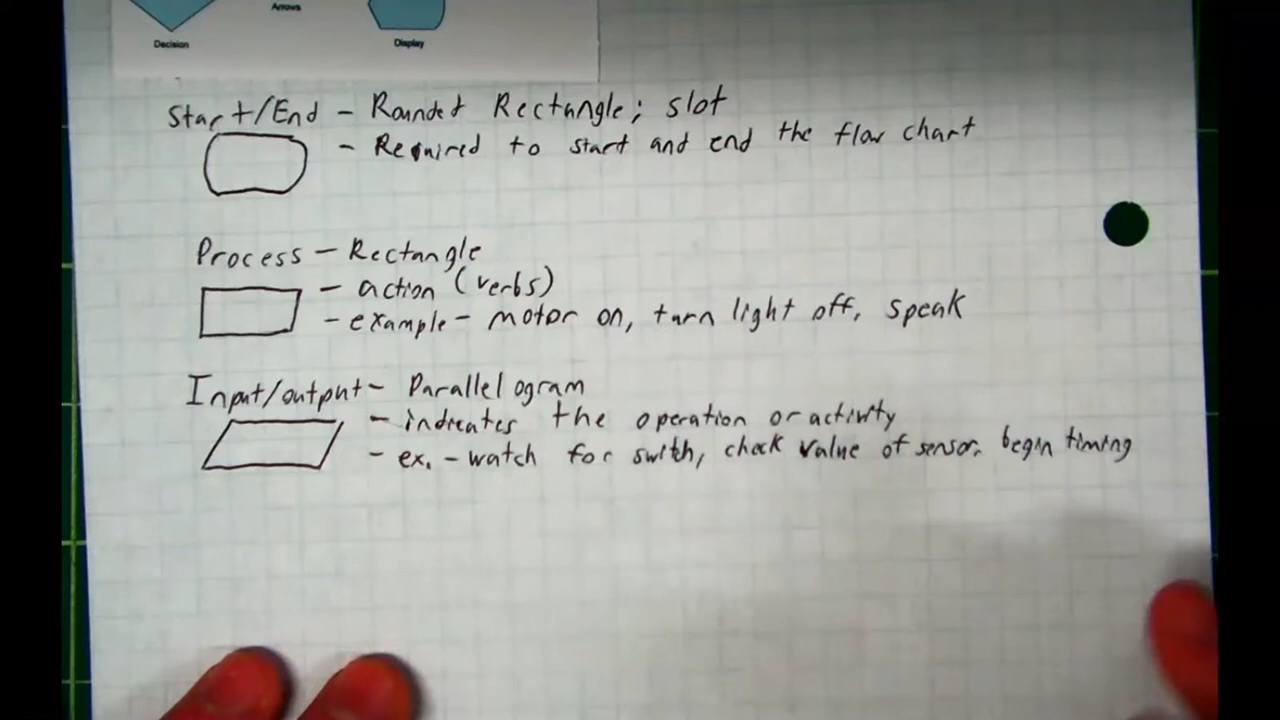 Arrows
Decision
Display
Start/End - Rounded Rectangle; slot
- Required to start and end the flow chart
Process - Rectangle
- action (verbs)
- example - motor on, turn light off, speak
Input/output - Parallelogram
- indicates the operation or activity
- ex. - watch for swith, check value of sensor, begin timing